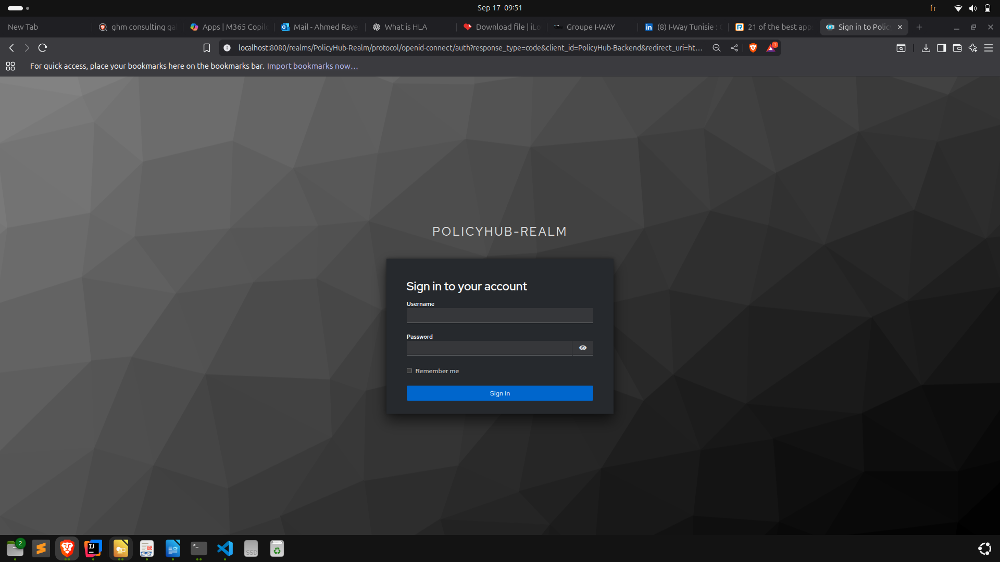 Sep 17 09:51
fr
New Tab
ghm consulting ga
Apps | M365 Copil
Mail - Ahmed Raye
What is HLA
Download file | iLo
Groupe I-WAY
(8) I-Way Tunisie :
21 of the best app
Sign in to Polic
localhost:8080/realms/PolicyHub-Realm/protocol/openid-connect/auth?response_type=code&client_id=PolicyHub-Backend&redirect_uri=ht...
1
For quick access, place your bookmarks here on the bookmarks bar. Import bookmarks now...
POLICYHUB-REALM
Sign in to your account
Username
Password
Remember me
Sign In
2
IJ
SSD